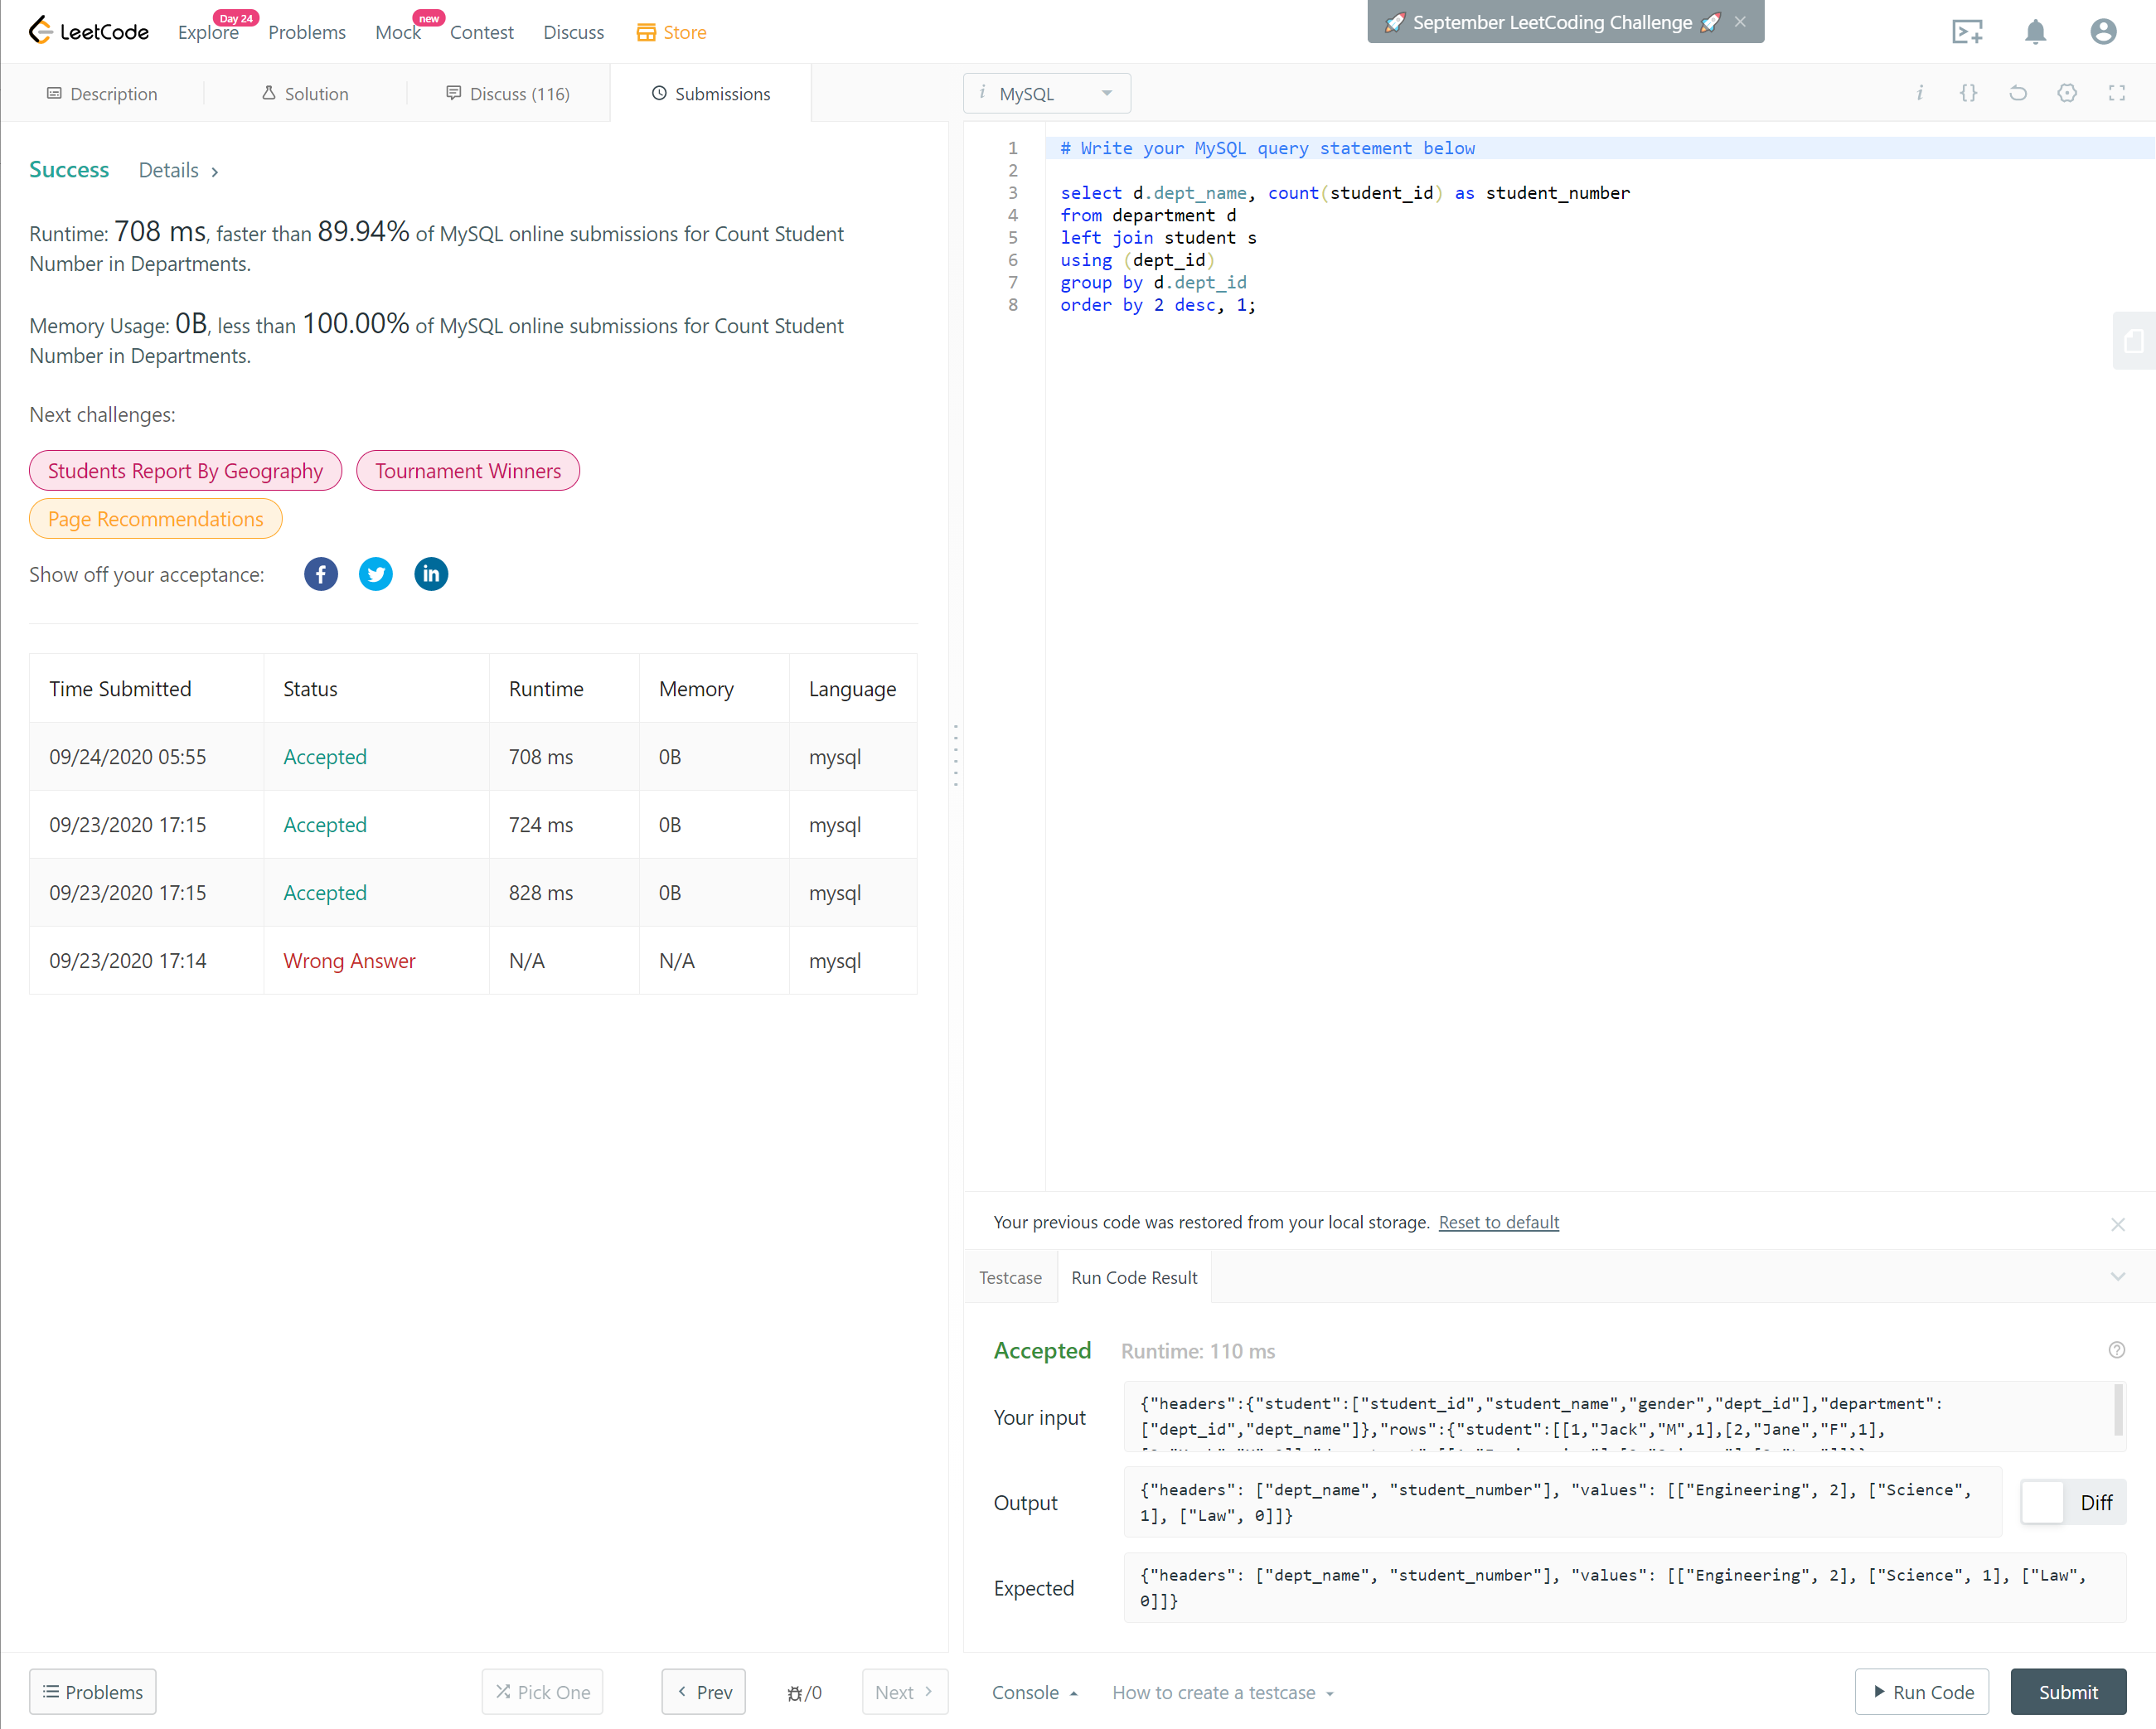 LeetCode
Explore
Day 24
Problems
Mock
new
Contest
Discuss
Store
🚀 September LeetCoding Challenge 🚀
Description
Solution
Discuss (116)
Submissions
Success Details
Runtime: 708 ms, faster than 89.94% of MySQL online submissions for Count Student
Number in Departments.
Memory Usage: 0B, less than 100.00% of MySQL online submissions for Count Student
Number in Departments.
Next challenges:
Students Report By Geography Tournament Winners
Page Recommendations
Show off your acceptance:
Time Submitted Status Runtime Memory Language
09/24/2020 05:55 Accepted 708 ms 0B mysql
09/23/2020 17:15 Accepted 724 ms 0B mysql
09/23/2020 17:15 Accepted 828 ms 0B mysql
09/23/2020 17:14 Wrong Answer N/A N/A mysql
Problems
Pick One
Prev
/0
Next
i MySQL
1 # Write your MySQL query statement below
2
3 select d.dept_name, count(student_id) as student_number
4 from department d
5 left join student s
6 using (dept_id)
7 group by d.dept_id
8 order by 2 desc, 1;
Your previous code was restored from your local storage. Reset to default
Testcase Run Code Result
Accepted Runtime: 110 ms
Your input
{"headers":{"student":["student_id","student_name","gender","dept_id"],"department":
["dept_id","dept_name"]},"rows":{"student":[[1,"Jack","M",1],[2,"Jane","F",1],
Output
{"headers": ["dept_name", "student_number"], "values": [["Engineering", 2], ["Science",
1], ["Law", 0]]}
Diff
Expected
{"headers": ["dept_name", "student_number"], "values": [["Engineering", 2], ["Science", 1], ["Law",
0]]}
Console
How to create a testcase
Run Code
Submit